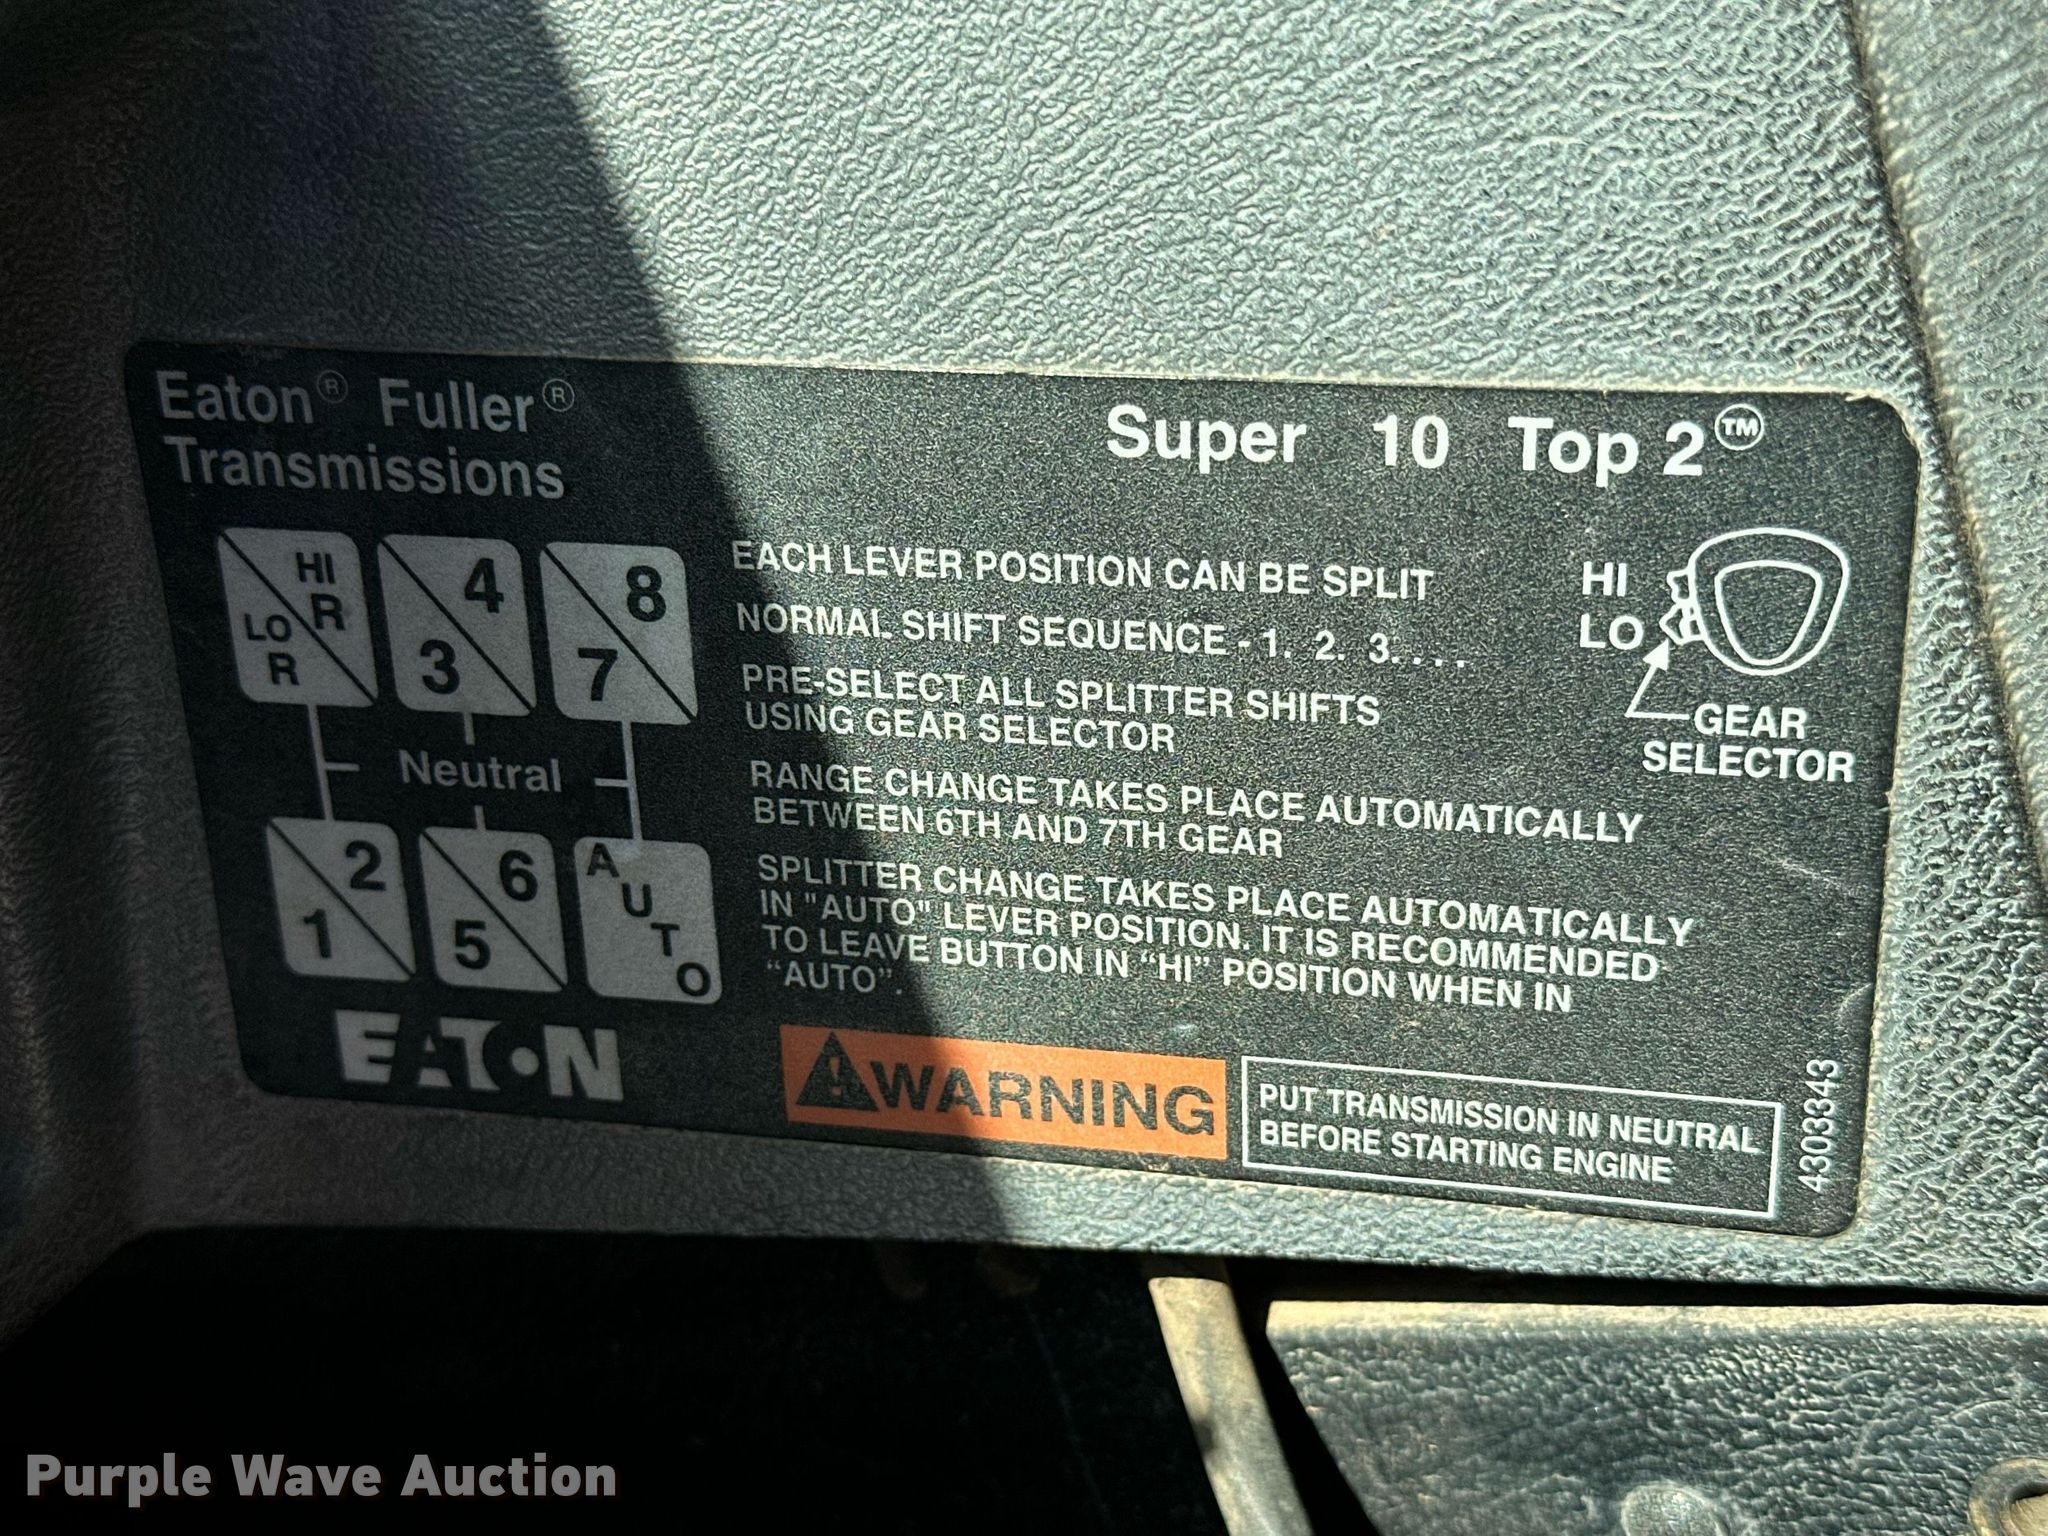 Eaton® Fuller®
Transmissions
Super 10 Top 2™
HI
R
LO
R
4
3
8
7
Neutral
2
1
6
5
AUTO
EATON
EACH LEVER POSITION CAN BE SPLIT
NORMAL SHIFT SEQUENCE - 1. 2. 3. . . .
PRE-SELECT ALL SPLITTER SHIFTS
USING GEAR SELECTOR
RANGE CHANGE TAKES PLACE AUTOMATICALLY
BETWEEN 6TH AND 7TH GEAR
SPLITTER CHANGE TAKES PLACE AUTOMATICALLY
IN "AUTO" LEVER POSITION. IT IS RECOMMENDED
TO LEAVE BUTTON IN “HI” POSITION WHEN IN
“AUTO”.
HI
LO
GEAR
SELECTOR
WARNING
PUT TRANSMISSION IN NEUTRAL
BEFORE STARTING ENGINE
4303343
Purple Wave Auction